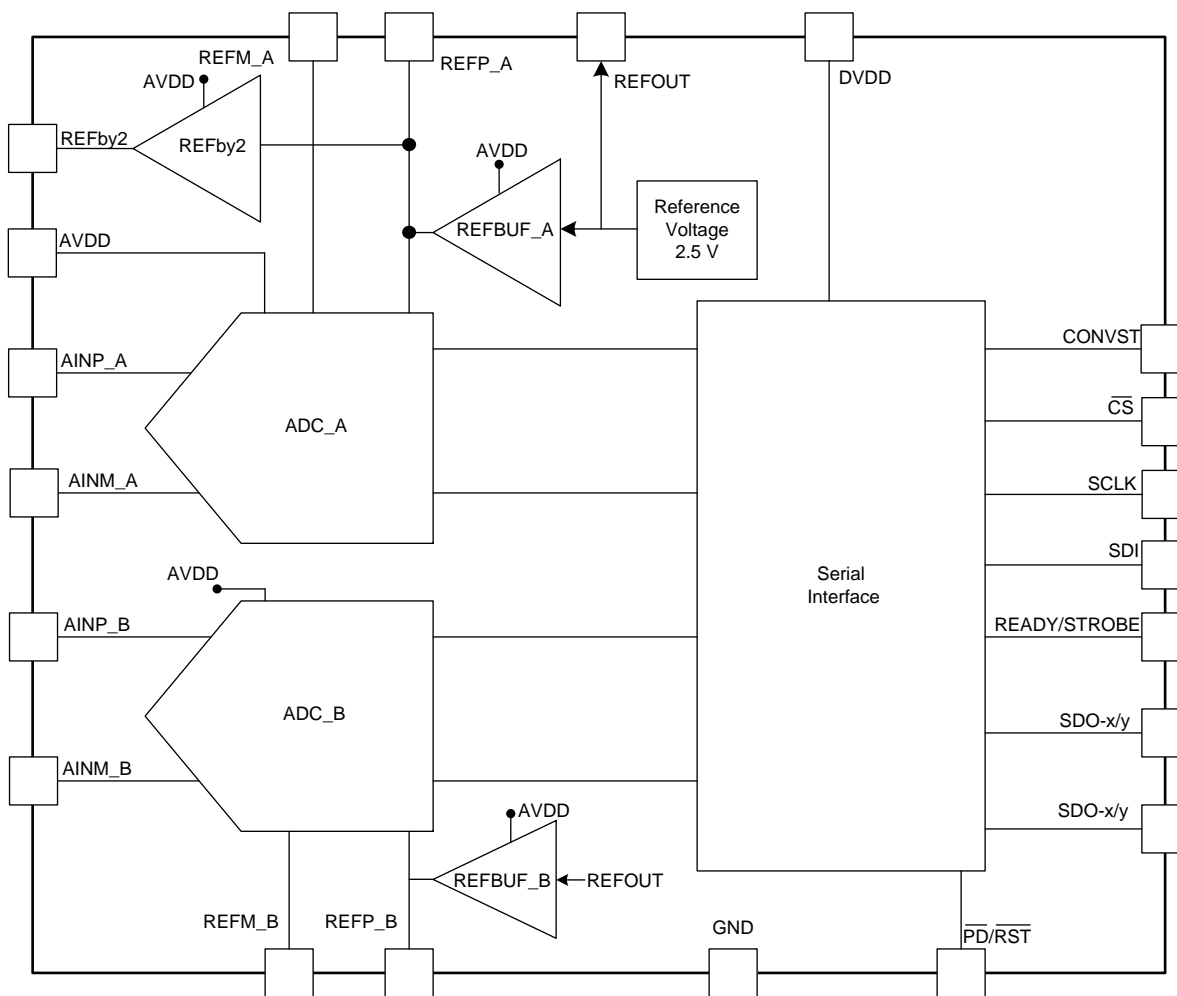 REFM_A
REFP_A
REFOUT
DVDD
AVDD
REFby2
REFby2
AVDD
REFBUF_A
Reference
Voltage
2.5 V
AVDD
AINP_A
ADC_A
AINM_A
CONVST
CS
SCLK
SDI
READY/STROBE
SDO-x/y
SDO-x/y
Serial
Interface
AVDD
AINP_B
ADC_B
AINM_B
AVDD
REFBUF_B
REFOUT
REFM_B
REFP_B
GND
PD/RST